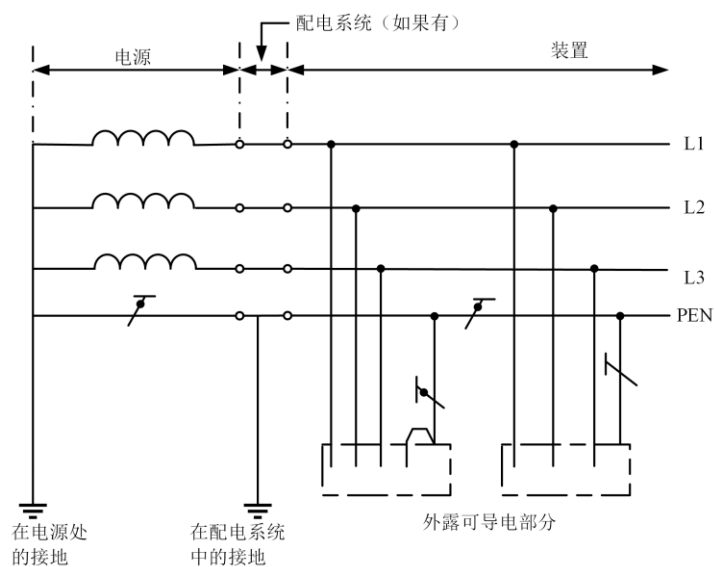 配电系统（如果有）
电源
装置
L1
L2
L3
PEN
外露可导电部分
在电源处
的接地
在配电系统
中的接地